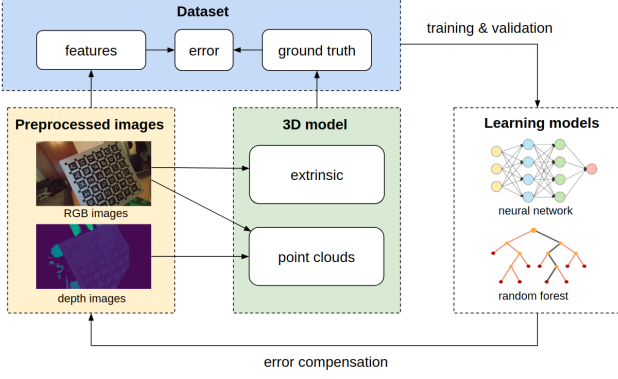 Dataset
features
error
ground truth
training & validation
Preprocessed images
RGB images
depth images
3D model
extrinsic
point clouds
Learning models
neural network
random forest
error compensation